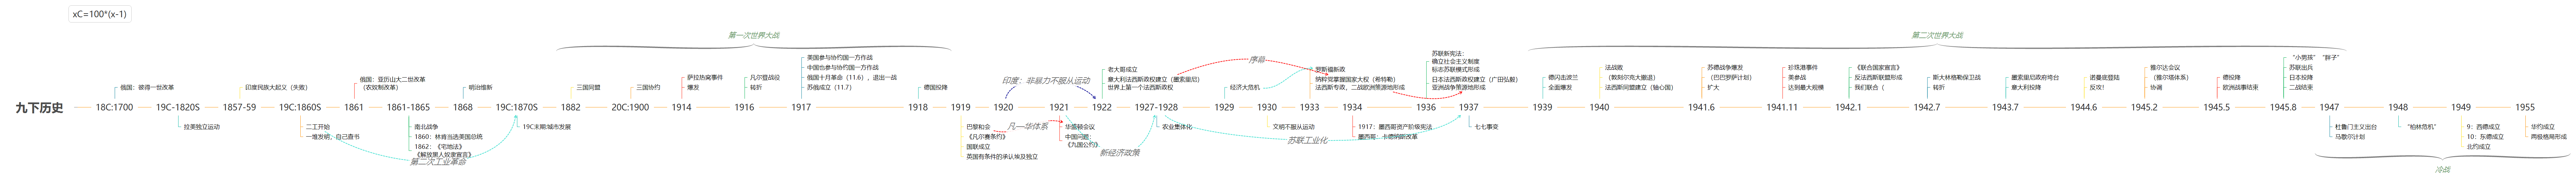 xC=100*(x-1)
九下历史
18C:1700
俄国：彼得一世改革
19C-1820S
拉美独立运动
1857-59
印度民族大起义（失败）
19C:1860S
二工开始
一堆发明，自己查书
第二次工业革命
1861
俄国：亚历山大二世改革
（农奴制改革）
1861-1865
南北战争
1860：林肯当选美国总统
1862：《宅地法》
《解放黑人奴隶宣言》
1868
明治维新
19C:1870S
19C末期:城市发展
第一次世界大战
1882
三国同盟
20C:1900
三国协约
1914
萨拉热窝事件
爆发
1916
凡尔登战役
转折
1917
美国参与协约国一方作战
中国也参与协约国一方作战
俄国十月革命（11.6），退出一战
苏俄成立（11.7）
1918
德国投降
1919
巴黎和会
《凡尔赛条约》
国联成立
英国有条件的承认埃及独立
凡—华体系
1920
印度：非暴力不服从运动
1921
华盛顿会议
中国问题：
《九国公约》
新经济政策
1922
老大哥成立
意大利法西斯政权建立（墨索里尼）
世界上第一个法西斯政权
1927-1928
农业集体化
苏联工业化
序幕
1929
经济大危机
1930
文明不服从运动
1933
罗斯福新政
纳粹党掌握国家大权（希特勒）
法西斯专政，二战欧洲策源地形成
1934
1917：墨西哥资产阶级宪法
墨西哥：卡德纳斯改革
1936
苏联新宪法：
确立社会主义制度
标志苏联模式形成
日本法西斯政权建立（广田弘毅）
亚洲战争策源地形成
1937
七七事变
第二次世界大战
1939
德闪击波兰
全面爆发
1940
法战败
（敦刻尔克大撤退）
法西斯同盟建立（轴心国）
1941.6
苏德战争爆发
（巴巴罗萨计划）
扩大
1941.11
珍珠港事件
美参战
达到最大规模
1942.1
《联合国家宣言》
反法西斯联盟形成
我们联合（
1942.7
斯大林格勒保卫战
转折
1943.7
墨索里尼政府垮台
意大利投降
1944.6
诺曼底登陆
反攻！
1945.2
雅尔达会议
（雅尔塔体系）
协调
1945.5
德投降
欧洲战事结束
1945.8
“小男孩” “胖子”
苏联出兵
日本投降
二战结束
1947
杜鲁门主义出台
马歇尔计划
1948
“柏林危机”
1949
9：西德成立
10：东德成立
北约成立
1955
华约成立
两极格局形成
冷战